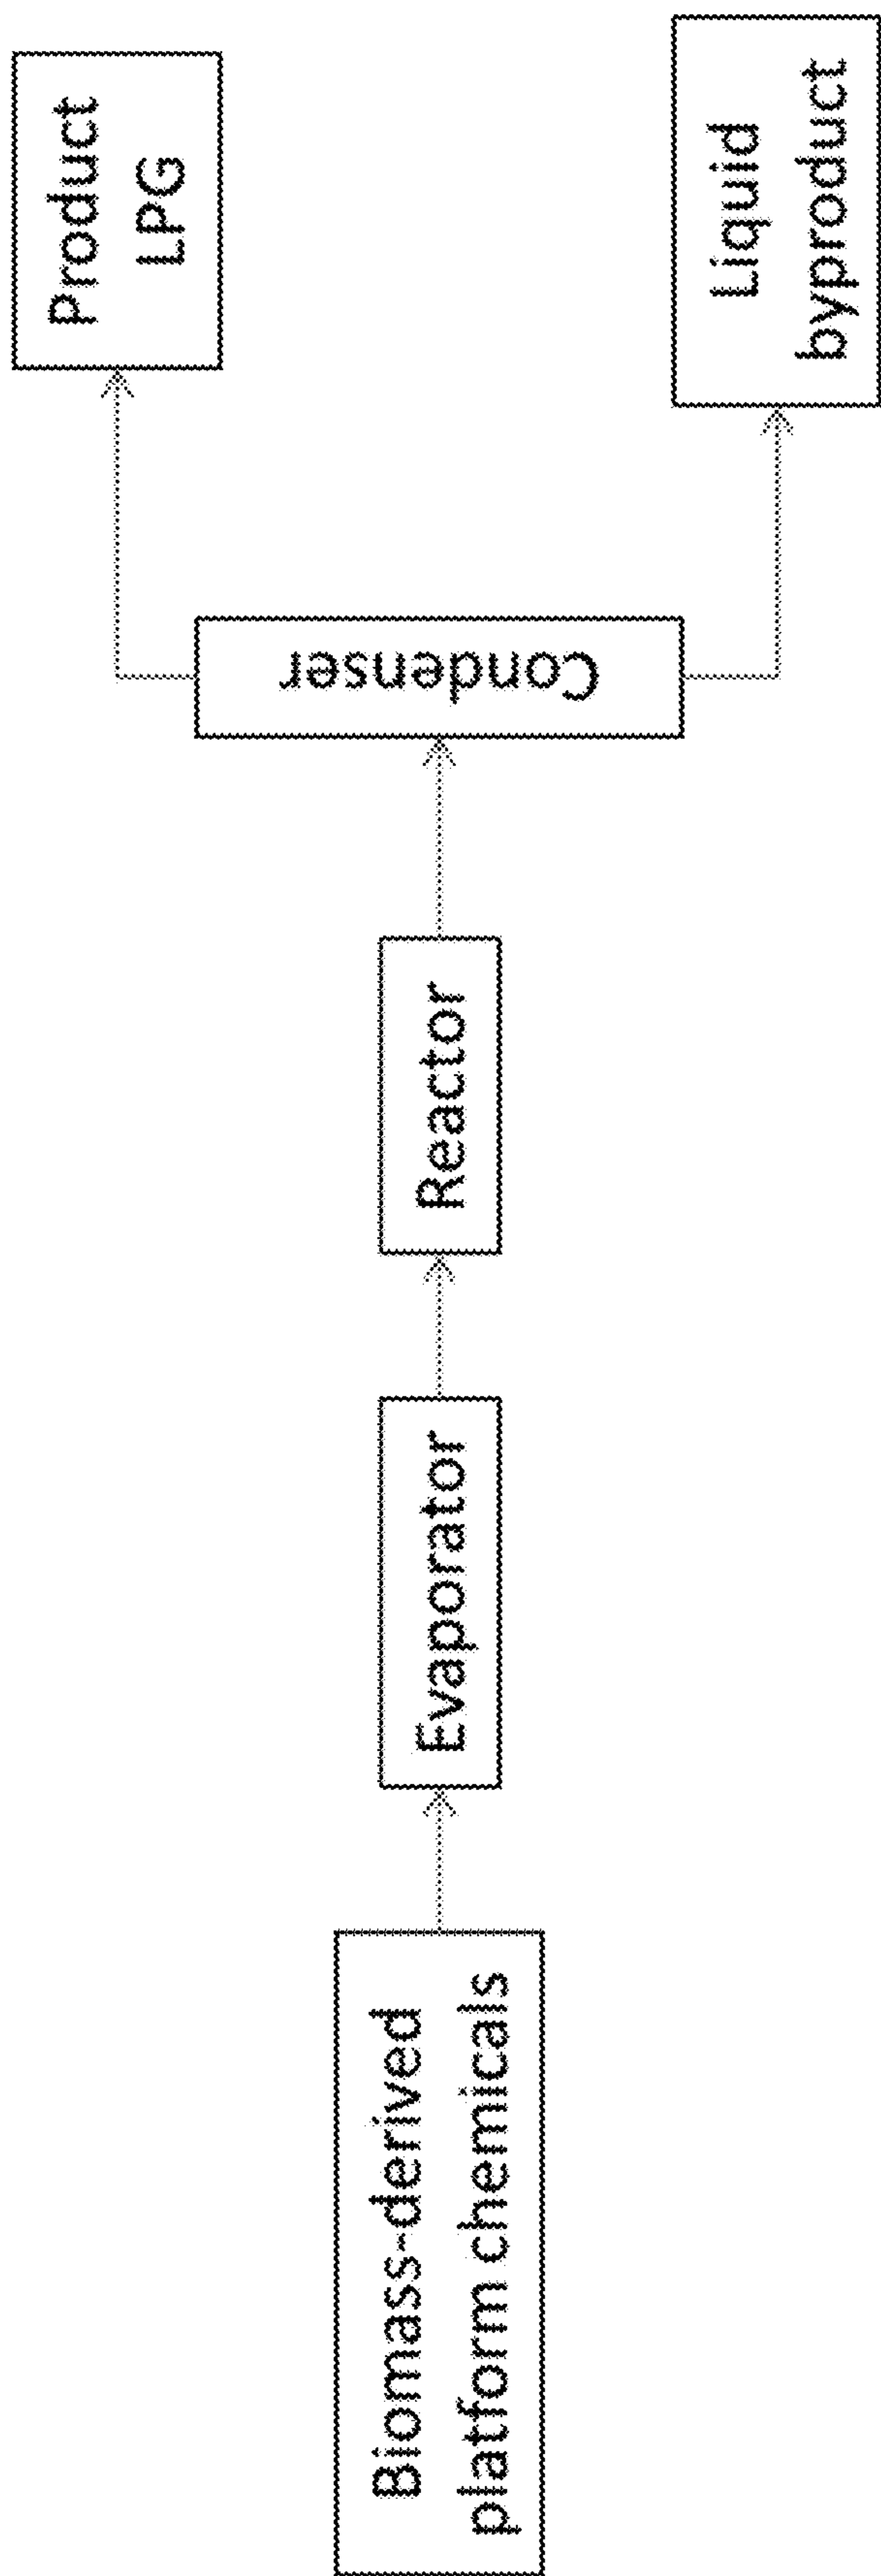 Biomass-derived
platform chemicals
Evaporator
Reactor
Condenser
Product
LPG
Liquid
byproduct